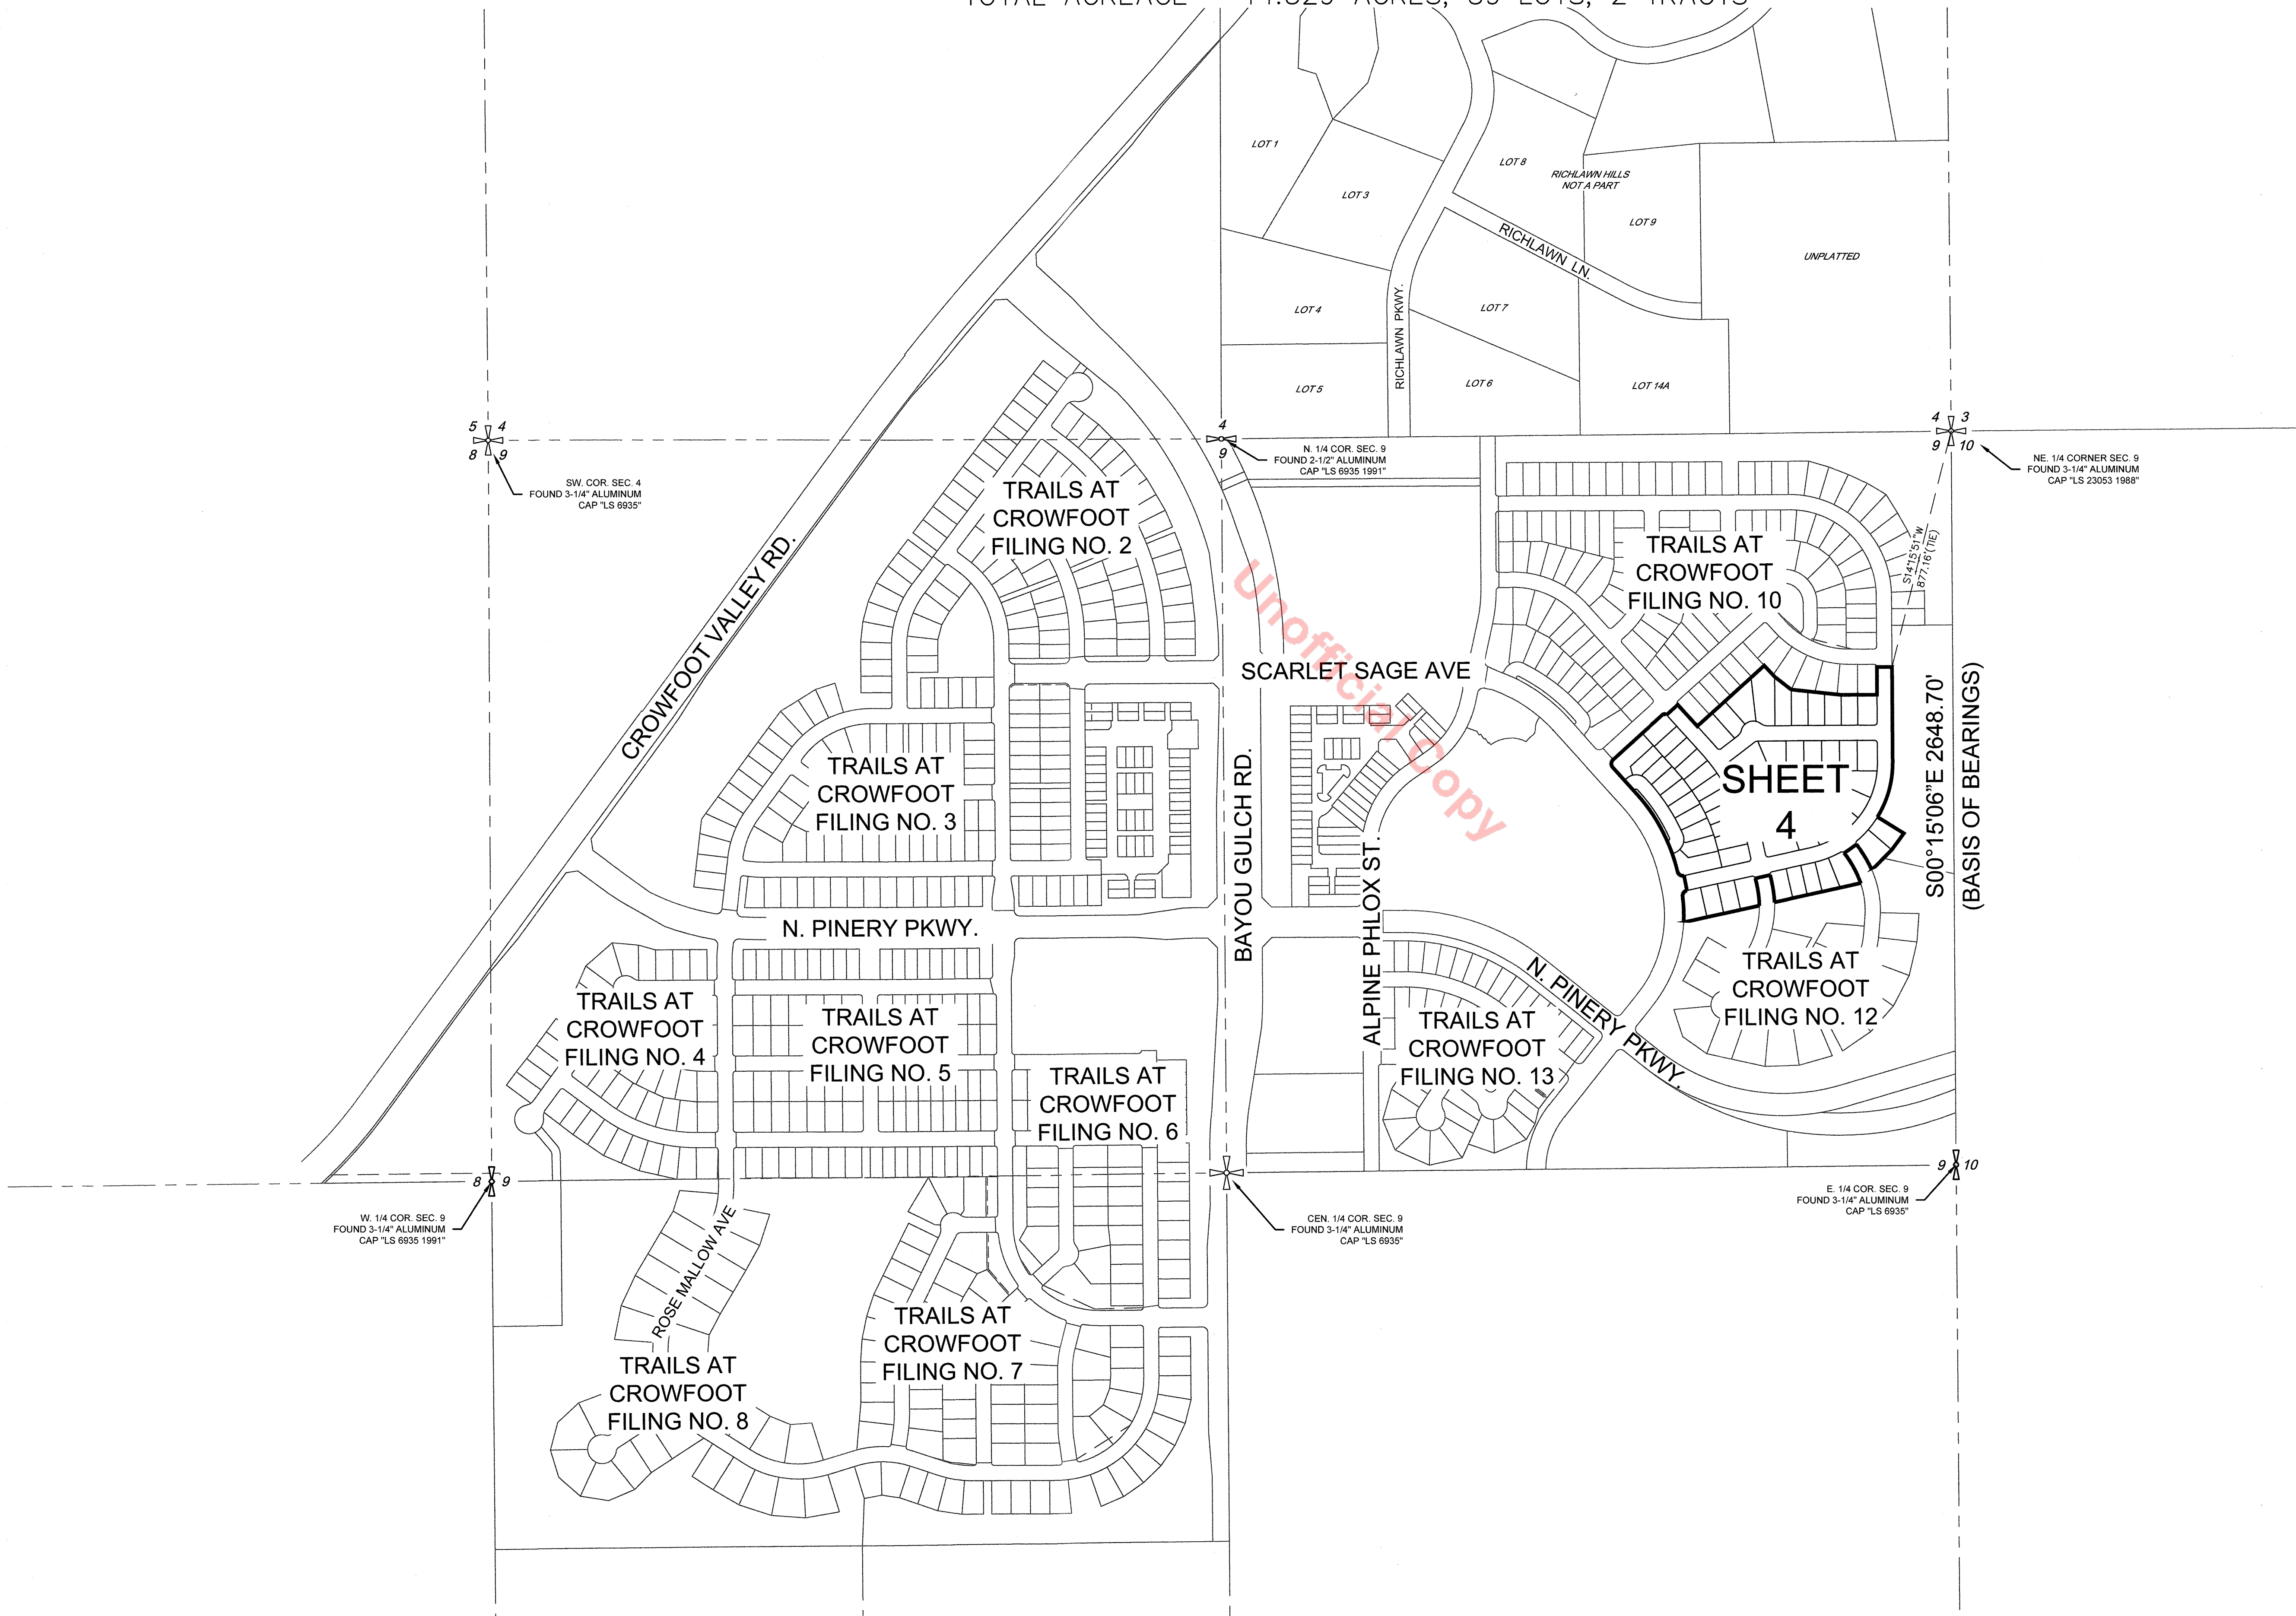 LOT 1
LOT 3
LOT 8
RICHLAWN HILLS
NOT A PART
LOT 9
RICHLAWN LN.
UNPLATTED
LOT 4
LOT 7
RICHLAWN PKWY.
LOT 5
LOT 6
LOT 14A
5 4
8 9
SW. COR. SEC. 4
FOUND 3-1/4" ALUMINUM
CAP "LS 6935"
4
9
N. 1/4 COR. SEC. 9
FOUND 2-1/2" ALUMINUM
CAP "LS 6935 1991"
4 3
9 10
NE. 1/4 CORNER SEC. 9
FOUND 3-1/4" ALUMINUM
CAP "LS 23053 1988"
TRAILS AT
CROWFOOT
FILING NO. 2
TRAILS AT
CROWFOOT
FILING NO. 10
S14°15'51"W
877.16'(TIE)
CROWFOOT VALLEY RD.
Unofficial Copy
SCARLET SAGE AVE
TRAILS AT
CROWFOOT
FILING NO. 3
SHEET
4
S00°15'06"E 2648.70'
(BASIS OF BEARINGS)
BAYOU GULCH RD.
ALPINE PHLOX ST.
N. PINERY PKWY.
N. PINERY PKWY.
TRAILS AT
CROWFOOT
FILING NO. 12
TRAILS AT
CROWFOOT
FILING NO. 4
TRAILS AT
CROWFOOT
FILING NO. 5
TRAILS AT
CROWFOOT
FILING NO. 13
TRAILS AT
CROWFOOT
FILING NO. 6
8 9
W. 1/4 COR. SEC. 9
FOUND 3-1/4" ALUMINUM
CAP "LS 6935 1991"
CEN. 1/4 COR. SEC. 9
FOUND 3-1/4" ALUMINUM
CAP "LS 6935"
9 10
E. 1/4 COR. SEC. 9
FOUND 3-1/4" ALUMINUM
CAP "LS 6935"
ROSE MALLOW AVE
TRAILS AT
CROWFOOT
FILING NO. 7
TRAILS AT
CROWFOOT
FILING NO. 8